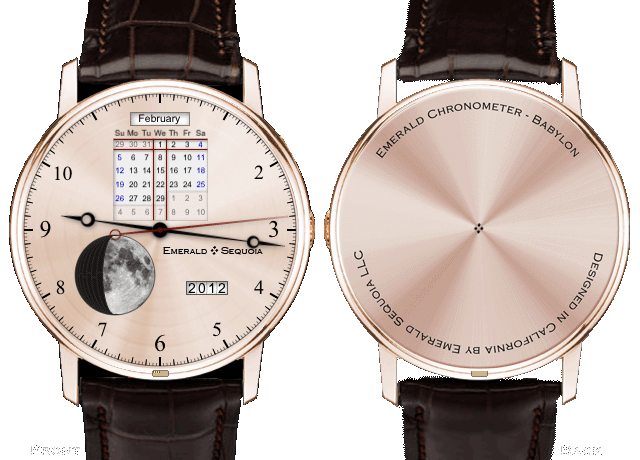 February
Su Mo Tu We Th Fr Sa
29 30 31 1 2 3 4
5 6 7 8 9 10 11
12 13 14 15 16 17 18
19 20 21 22 23 24 25
26 27 28 29 1 2 3
4 5 6 7 8 9 10
10 2
9 3
EMERALD SEQUOIA
8 4
2012
7 5
6
EMERALD CHRONOMETER - BABYLON
DESIGNED IN CALIFORNIA BY EMERALD SEQUOIA LLC
FRONT
BACK